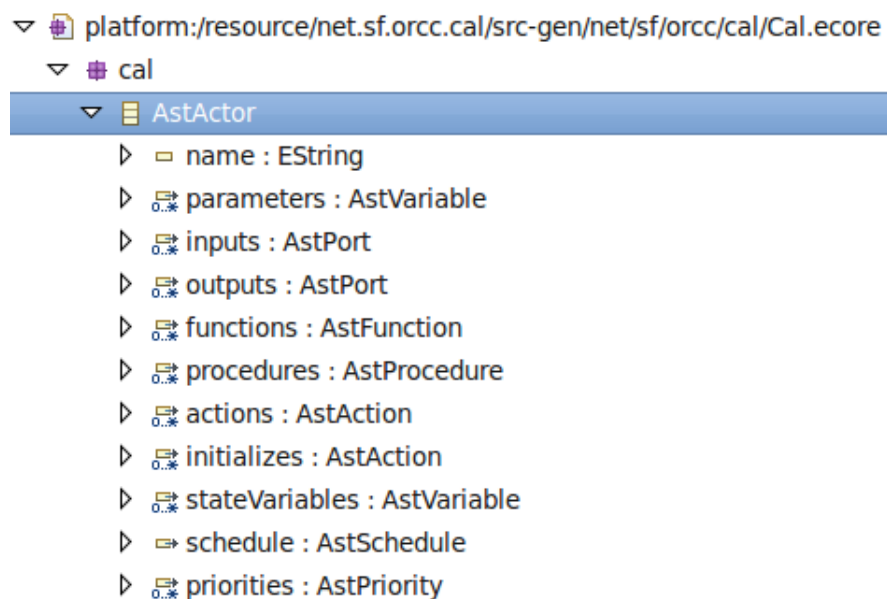 platform:/resource/net.sf.orcc.cal/src-gen/net/sf/orcc/cal/Cal.ecore
cal
AstActor
name : EString
0..* parameters : AstVariable
0..* inputs : AstPort
0..* outputs : AstPort
0..* functions : AstFunction
0..* procedures : AstProcedure
0..* actions : AstAction
0..* initializes : AstAction
0..* stateVariables : AstVariable
schedule : AstSchedule
0..* priorities : AstPriority